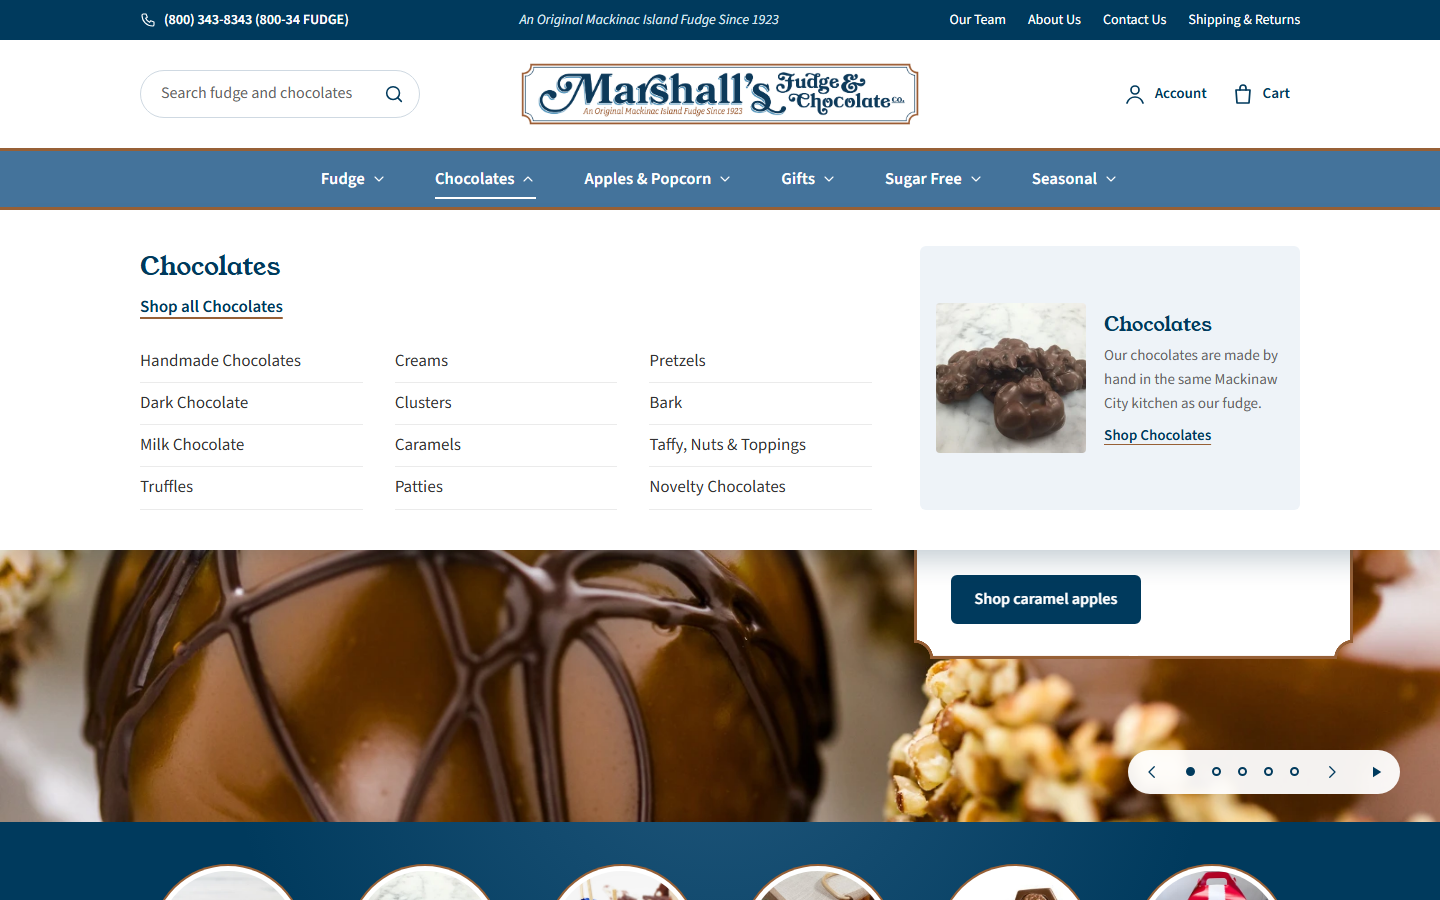 (800) 343-8343 (800-34 FUDGE)
An Original Mackinac Island Fudge Since 1923
Our Team
About Us
Contact Us
Shipping & Returns
Search fudge and chocolates
Marshall's Fudge & Chocolate Co.
An Original Mackinac Island Fudge Since 1923
Account
Cart
Fudge
Chocolates
Apples & Popcorn
Gifts
Sugar Free
Seasonal
Chocolates
Shop all Chocolates
Handmade Chocolates
Dark Chocolate
Milk Chocolate
Truffles
Creams
Clusters
Caramels
Patties
Pretzels
Bark
Taffy, Nuts & Toppings
Novelty Chocolates
Chocolates
Our chocolates are made by
hand in the same Mackinaw
City kitchen as our fudge.
Shop Chocolates
Shop caramel apples